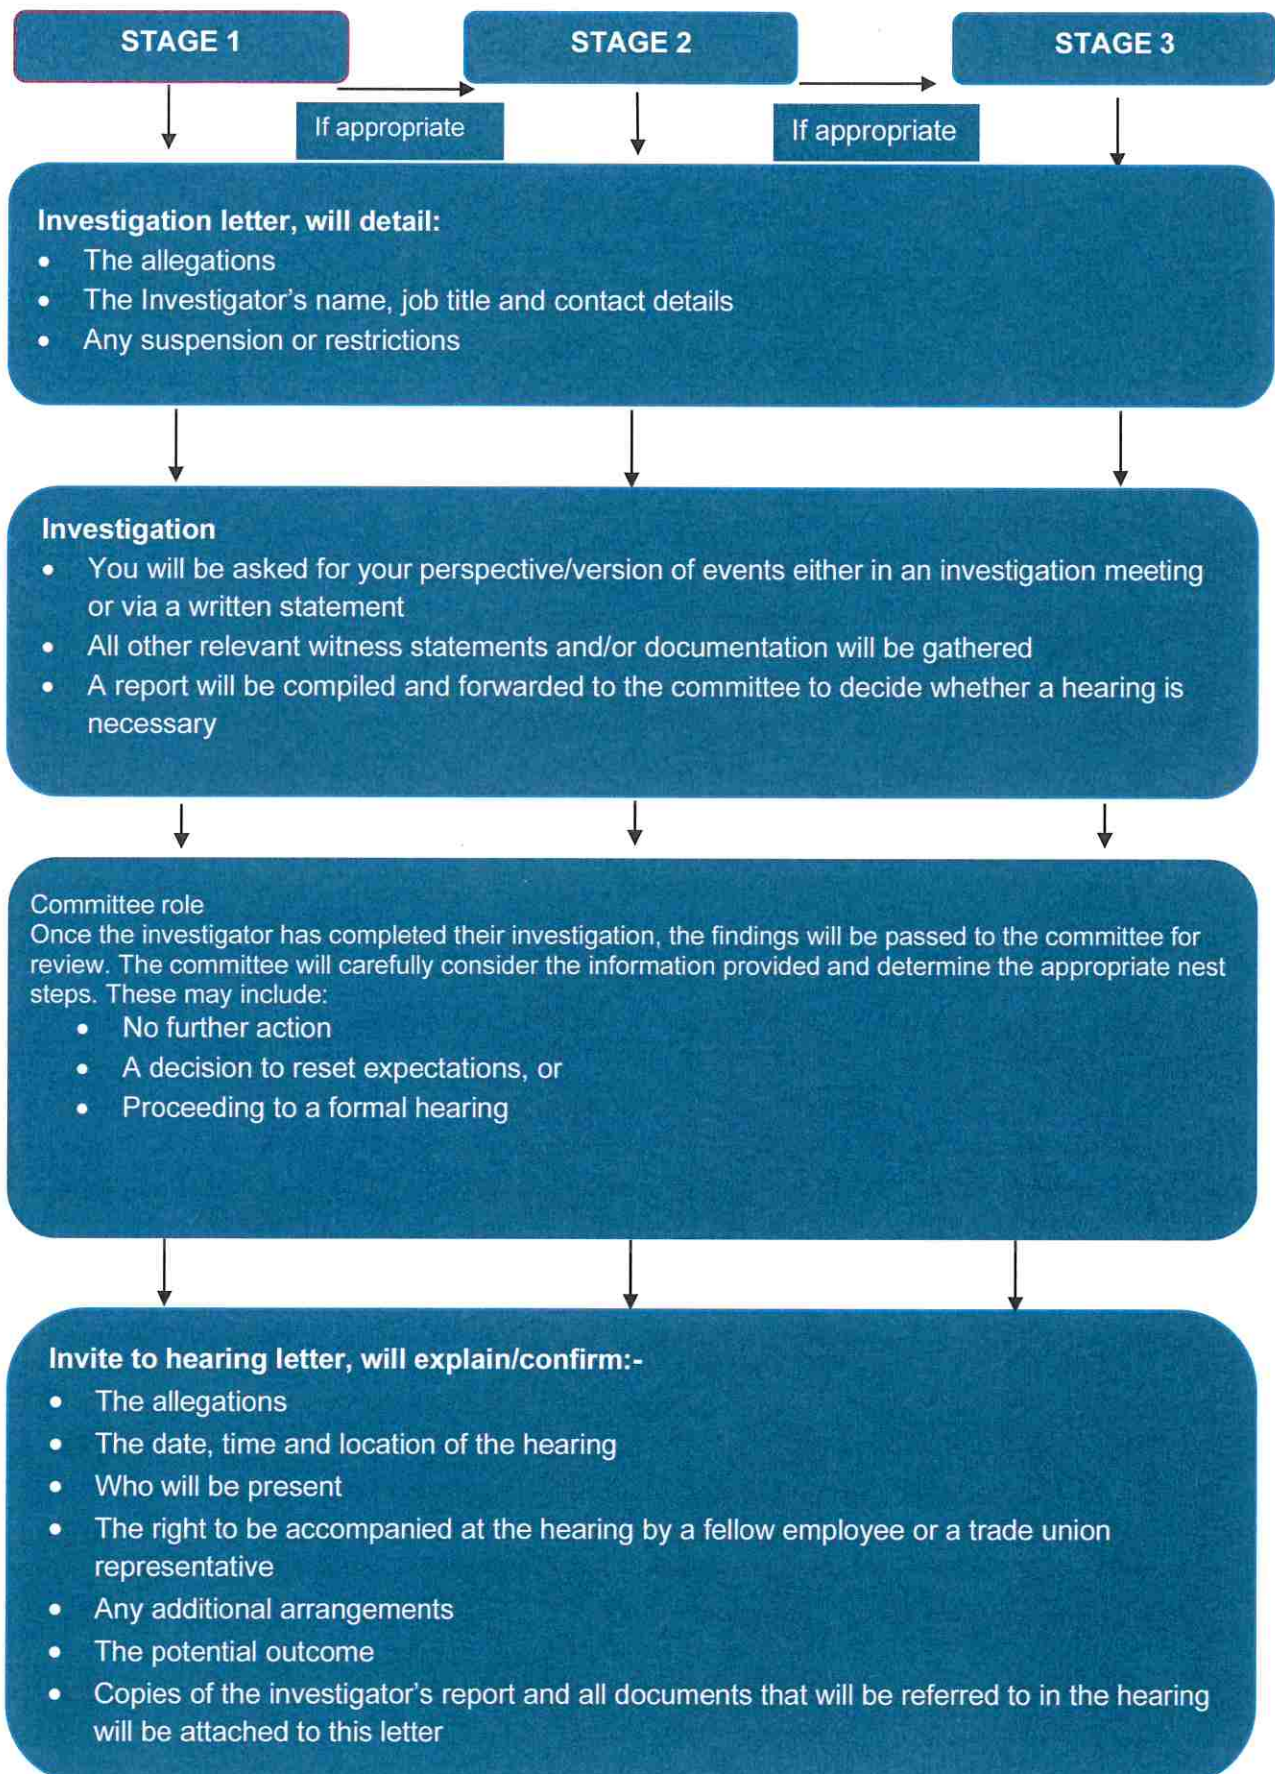 STAGE 1
STAGE 2
STAGE 3
If appropriate
If appropriate
Investigation letter, will detail:
• The allegations
• The Investigator's name, job title and contact details
• Any suspension or restrictions
Investigation
• You will be asked for your perspective/version of events either in an investigation meeting
or via a written statement
• All other relevant witness statements and/or documentation will be gathered
• A report will be compiled and forwarded to the committee to decide whether a hearing is
necessary
Committee role
Once the investigator has completed their investigation, the findings will be passed to the committee for
review. The committee will carefully consider the information provided and determine the appropriate nest
steps. These may include:
• No further action
• A decision to reset expectations, or
• Proceeding to a formal hearing
Invite to hearing letter, will explain/confirm:-
• The allegations
• The date, time and location of the hearing
• Who will be present
• The right to be accompanied at the hearing by a fellow employee or a trade union
representative
• Any additional arrangements
• The potential outcome
• Copies of the investigator's report and all documents that will be referred to in the hearing
will be attached to this letter